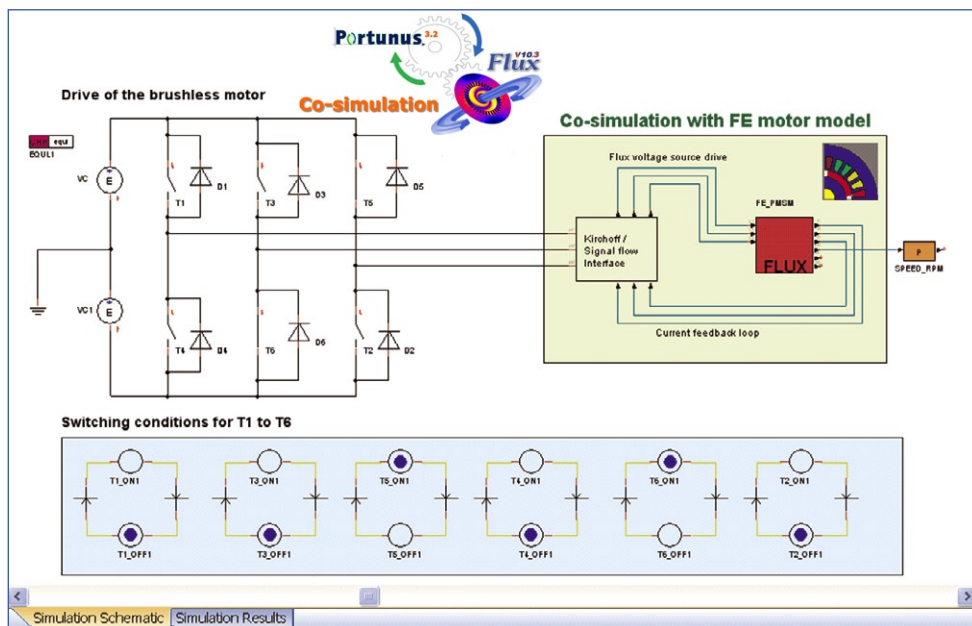 Portunus 3.2
Flux V10.3
Co-simulation
Drive of the brushless motor
equi
EQUL1
VC
E
T1
D1
T3
D3
T5
D5
VC1
E
T4
D4
T6
D6
T2
D2
Co-simulation with FE motor model
Flux voltage source drive
FE_PMSM
Kirchoff /
Signal flow
Interface
FLUX
P
SPEED_RPM
Current feedback loop
Switching conditions for T1 to T6
T1_ON1
T3_ON1
T5_ON1
T4_ON1
T6_ON1
T2_ON1
T1_OFF1
T3_OFF1
T5_OFF1
T4_OFF1
T6_OFF1
T2_OFF1
Simulation Schematic
Simulation Results